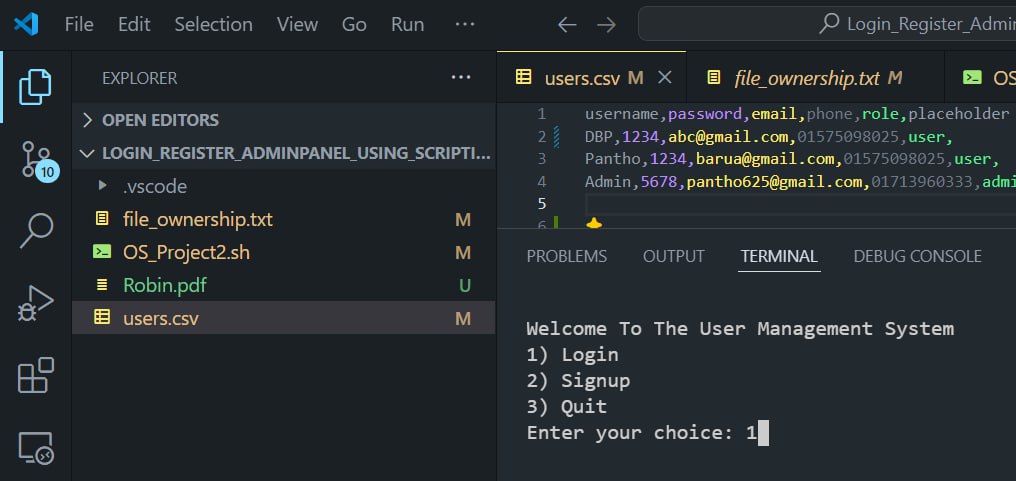 File Edit Selection View Go Run ···
Login_Register_Admin
EXPLORER ···
OPEN EDITORS
LOGIN_REGISTER_ADMINPANEL_USING_SCRIPTI...
.vscode
file_ownership.txt M
OS_Project2.sh M
Robin.pdf U
users.csv M
10
users.csv M file_ownership.txt M OS
1 username,password,email,phone,role,placeholder
2 DBP,1234,abc@gmail.com,01575098025,user,
3 Pantho,1234,barua@gmail.com,01575098025,user,
4 Admin,5678,pantho625@gmail.com,01713960333,admi
5
6
PROBLEMS OUTPUT TERMINAL DEBUG CONSOLE
Welcome To The User Management System
1) Login
2) Signup
3) Quit
Enter your choice: 1